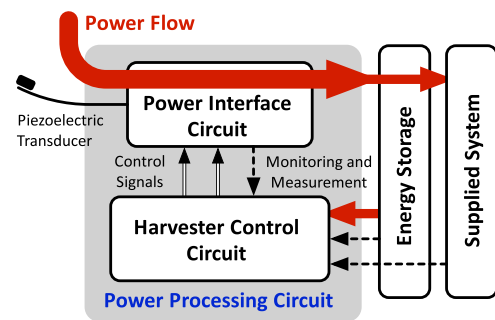 Power Flow
Power Interface
Circuit
Piezoelectric
Transducer
Control
Signals
Monitoring and
Measurement
Harvester Control
Circuit
Power Processing Circuit
Energy Storage
Supplied System